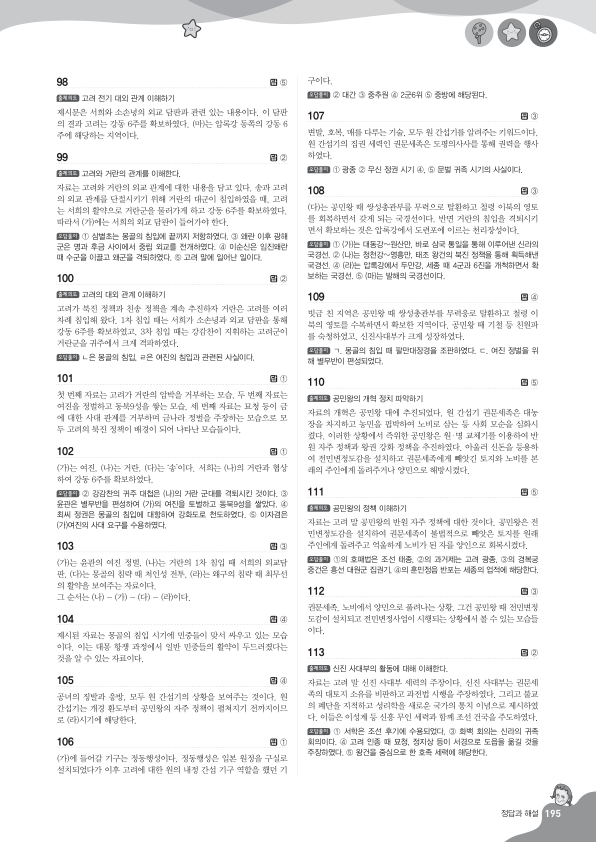 98 답 ⑤
출제의도 고려 전기 대외 관계 이해하기
제시문은 서희와 소손녕의 외교 담판과 관련 있는 내용이다. 이 담판
의 결과 고려는 강동 6주를 확보하였다. (마)는 압록강 동쪽의 강동 6
주에 해당하는 지역이다.
99 답 ②
출제의도 고려와 거란의 관계를 이해한다.
자료는 고려와 거란의 외교 관계에 대한 내용을 담고 있다. 송과 고려
의 외교 관계를 단절시키기 위해 거란의 대군이 침입하였을 때, 고려
는 서희의 활약으로 거란군을 물러가게 하고 강동 6주를 확보하였다.
따라서 (가)에는 서희의 외교 담판이 들어가야 한다.
오답풀이 ① 삼별초는 몽골의 침입에 끝까지 저항하였다. ③ 왜란 이후 광해
군은 명과 후금 사이에서 중립 외교를 전개하였다. ④ 이순신은 임진왜란
때 수군을 이끌고 왜군을 격퇴하였다. ⑤ 고려 말에 일어난 일이다.
100 답 ②
출제의도 고려의 대외 관계 이해하기
고려가 북진 정책과 친송 정책을 계속 추진하자 거란은 고려를 여러
차례 침입해 왔다. 1차 침입 때는 서희가 소손녕과 외교 담판을 통해
강동 6주를 확보하였고, 3차 침입 때는 강감찬이 지휘하는 고려군이
거란군을 귀주에서 크게 격파하였다.
오답풀이 ㄴ은 몽골의 침입, ㄹ은 여진의 침입과 관련된 사실이다.
101 답 ①
첫 번째 자료는 고려가 거란의 압박을 거부하는 모습, 두 번째 자료는
여진을 정벌하고 동북9성을 쌓는 모습, 세 번째 자료는 묘청 등이 금
에 대한 사대 관계를 거부하며 금나라 정벌을 주장하는 모습으로 모
두 고려의 북진 정책이 배경이 되어 나타난 모습들이다.
102 답 ①
(가)는 여진, (나)는 거란, (다)는 '송'이다. 서희는 (나)의 거란과 협상
하여 강동 6주를 확보하였다.
오답풀이 ② 강감찬의 귀주 대첩은 (나)의 거란 군대를 격퇴시킨 것이다. ③
윤관은 별무반을 편성하여 (가)의 여진을 토벌하고 동북9성을 쌓았다. ④
최씨 정권은 몽골의 침입에 대항하여 강화도로 천도하였다. ⑤ 이자겸은
(가)여진의 사대 요구를 수용하였다.
103 답 ③
(가)는 윤관의 여진 정벌, (나)는 거란의 1차 침입 때 서희의 외교담
판, (다)는 몽골의 침략 때 처인성 전투, (라)는 왜구의 침략 때 최무선
의 활약을 보여주는 자료이다.
그 순서는 (나) - (가) - (다) - (라)이다.
104 답 ④
제시된 자료는 몽골의 침입 시기에 민중들이 맞서 싸우고 있는 모습
이다. 이는 대몽 항쟁 과정에서 일반 민중들의 활약이 두드러졌다는
것을 알 수 있는 자료이다.
105 답 ④
공녀의 징발과 응방, 모두 원 간섭기의 상황을 보여주는 것이다. 원
간섭기는 개경 환도부터 공민왕의 자주 정책이 펼쳐지기 전까지이므
로 (라)시기에 해당한다.
106 답 ①
(가)에 들어갈 기구는 정동행성이다. 정동행성은 일본 원정을 구실로
설치되었다가 이후 고려에 대한 원의 내정 간섭 기구 역할을 했던 기
구이다.
오답풀이 ② 대간 ③ 중추원 ④ 2군6위 ⑤ 중방에 해당된다.
107 답 ③
변발, 호복, 매를 다루는 기술, 모두 원 간섭기를 알려주는 키워드이다.
원 간섭기의 집권 세력인 권문세족은 도평의사사를 통해 권력을 행사
하였다.
오답풀이 ① 광종 ② 무신 정권 시기 ④, ⑤ 문벌 귀족 시기의 사실이다.
108 답 ③
(다)는 공민왕 때 쌍성총관부를 무력으로 탈환하고 철령 이북의 영토
를 회복하면서 갖게 되는 국경선이다. 반면 거란의 침입을 격퇴시키
면서 확보하는 것은 압록강에서 도련포에 이르는 천리장성이다.
오답풀이 ① (가)는 대동강~원산만, 바로 삼국 통일을 통해 이루어낸 신라의
국경선. ② (나)는 청천강~영흥만, 태조 왕건의 북진 정책을 통해 획득해낸
국경선. ④ (라)는 압록강에서 두만강, 세종 때 4군과 6진을 개척하면서 확
보하는 국경선. ⑤ (마)는 발해의 국경선이다.
109 답 ④
빗금 친 지역은 공민왕 때 쌍성총관부를 무력응로 탈환하고 철령 이
북의 영토를 수복하면서 확보한 지역이다. 공민왕 때 기철 등 친원파
를 숙청하였고, 신진사대부가 크게 성장하였다.
오답풀이 ㄱ. 몽골의 침입 때 팔만대장경을 조판하였다. ㄷ. 여진 정벌을 위
해 별무반이 편성되었다.
110 답 ⑤
출제의도 공민왕의 개혁 정치 파악하기
자료의 개혁은 공민왕 대에 추진되었다. 원 간섭기 권문세족은 대농
장을 차지하고 농민을 핍박하여 노비로 삼는 등 사회 모순을 심화시
켰다. 이러한 상황에서 즉위한 공민왕은 원·명 교체기를 이용하여 반
원 자주 정책과 왕권 강화 정책을 추진하였다. 아울러 신돈을 등용하
여 전민변정도감을 설치하고 권문세족에게 빼앗긴 토지와 노비를 본
래의 주인에게 돌려주거나 양민으로 해방시켰다.
111 답 ⑤
출제의도 공민왕의 정책 이해하기
자료는 고려 말 공민왕의 반원 자주 정책에 대한 것이다. 공민왕은 전
민변정도감을 설치하여 권문세족이 불법적으로 빼앗은 토지를 원래
주인에게 돌려주고 억울하게 노비가 된 자를 양인으로 회복시켰다.
오답풀이 ①의 호패법은 조선 태종, ②의 과거제는 고려 광종, ③의 경복궁
중건은 흥선 대원군 집권기, ④의 훈민정음 반포는 세종의 업적에 해당한다.
112 답 ③
권문세족, 노비에서 양민으로 풀려나는 상황, 그건 공민왕 때 전민변정
도감이 설치되고 전민변정사업이 시행되는 상황에서 볼 수 있는 모습들
이다.
113 답 ②
출제의도 신진 사대부의 활동에 대해 이해한다.
자료는 고려 말 신진 사대부 세력의 주장이다. 신진 사대부는 권문세
족의 대토지 소유를 비판하고 과전법 시행을 주장하였다. 그리고 불교
의 폐단을 지적하고 성리학을 새로운 국가의 통치 이념으로 제시하였
다. 이들은 이성계 등 신흥 무인 세력과 함께 조선 건국을 주도하였다.
오답풀이 ① 서학은 조선 후기에 수용되었다. ③ 화백 회의는 신라의 귀족
회의이다. ④ 고려 인종 때 묘청, 정지상 등이 서경으로 도읍을 옮길 것을
주장하였다. ⑤ 왕건을 중심으로 한 호족 세력에 해당한다.
정답과 해설 195